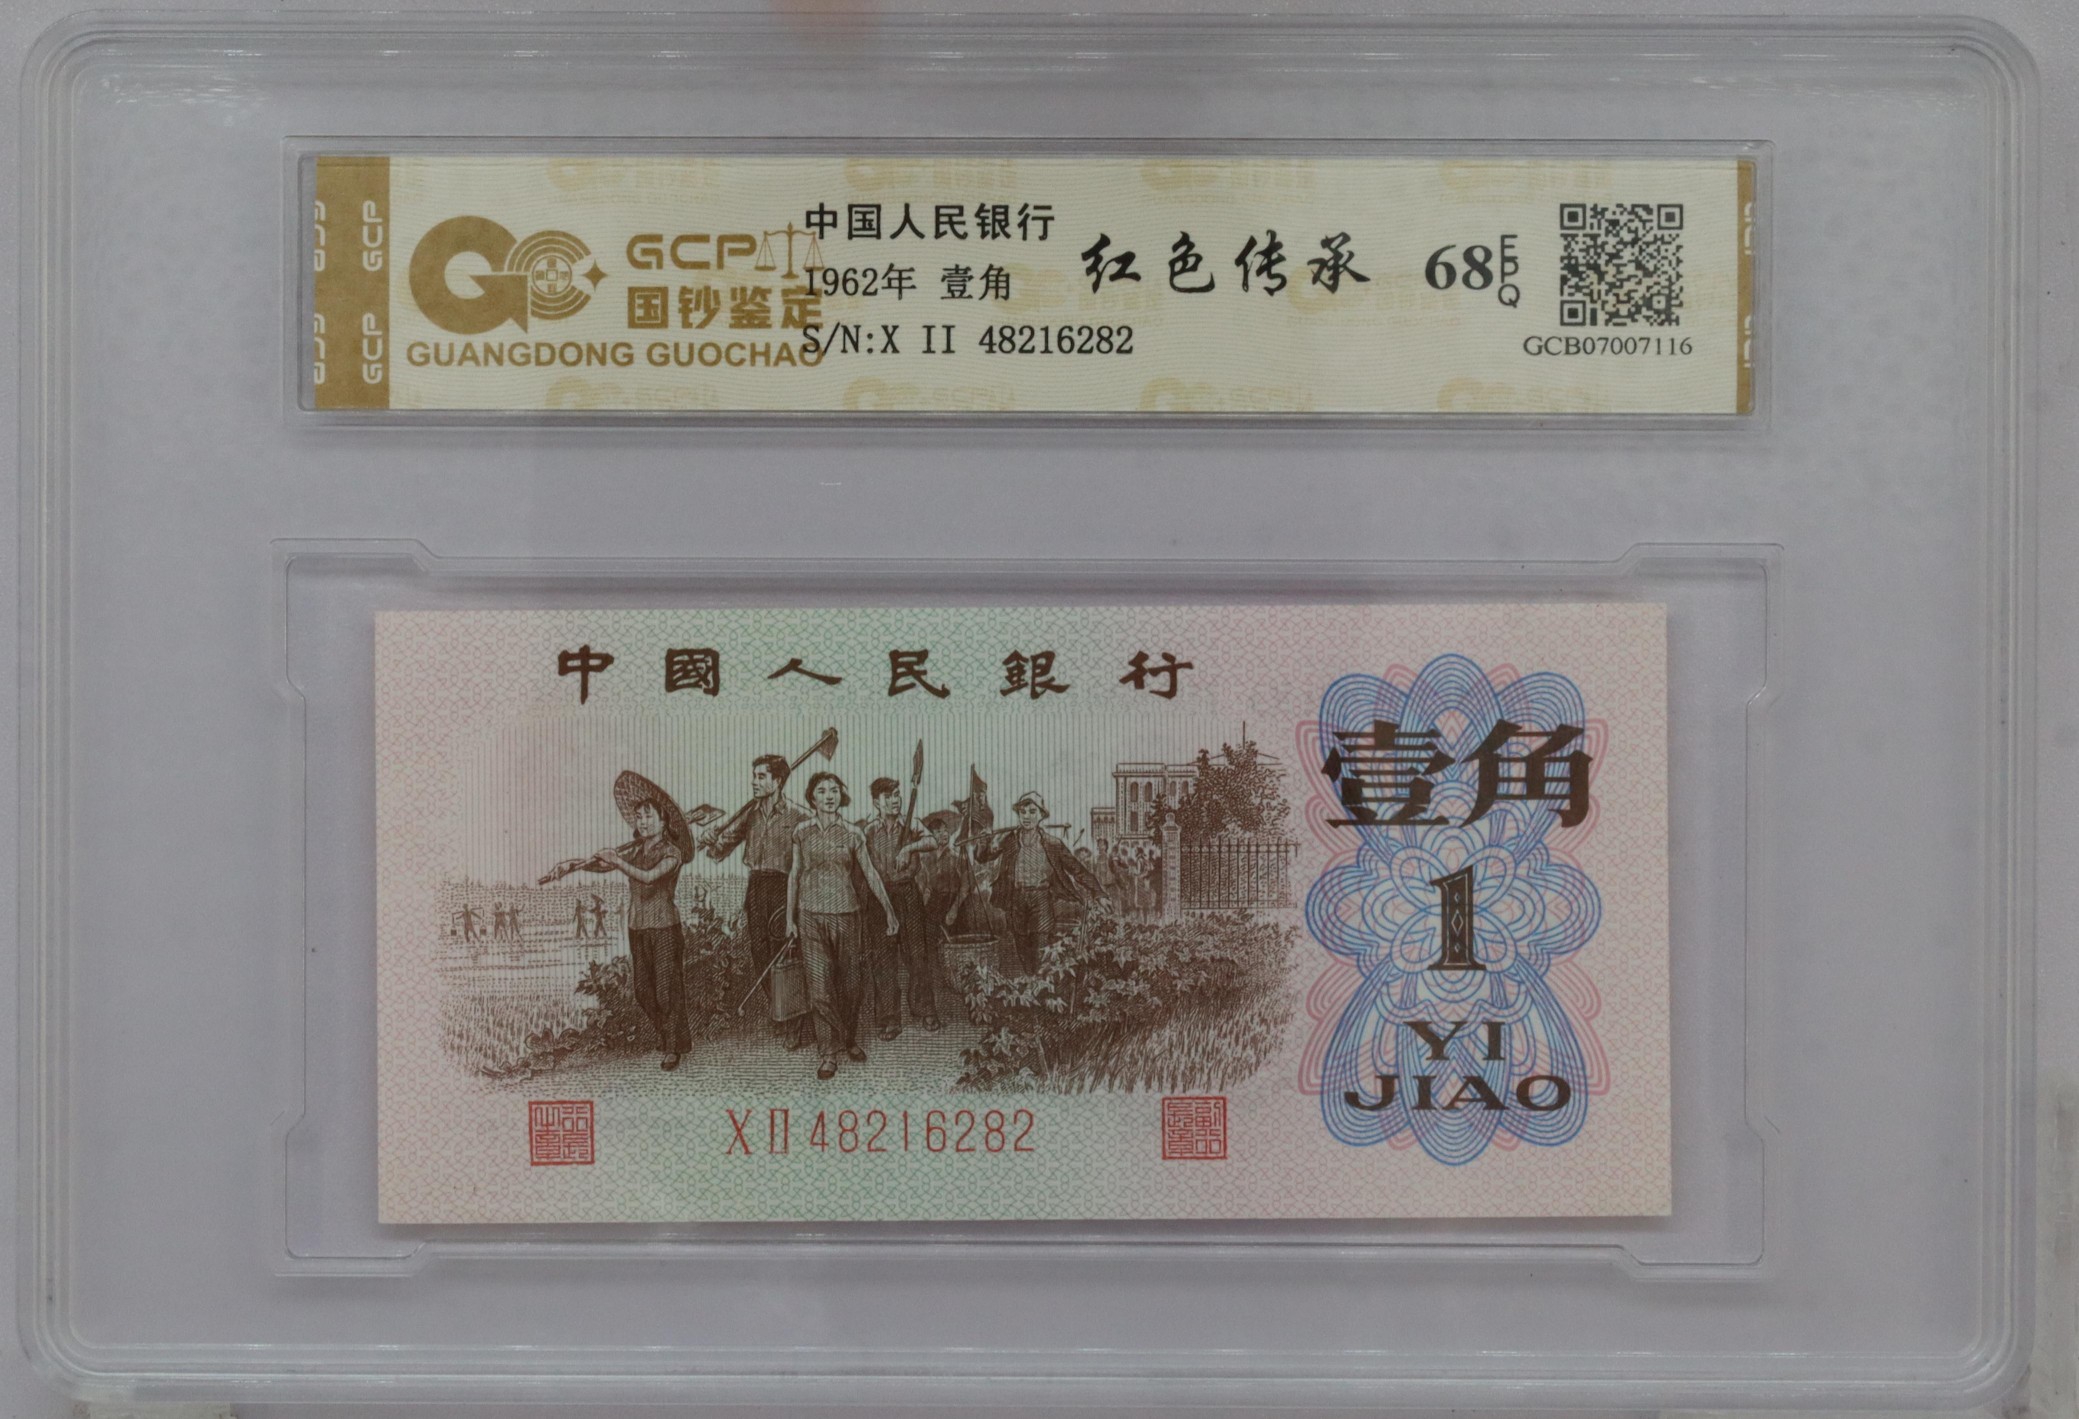 GCP
国钞鉴定
GUANGDONG GUOCHAO
中国人民银行
1962年 壹角
S/N:X II 48216282
红色传承
68 EPQ
GCB07007116
GCP
GCP
中國人民銀行
壹角
1
YI
JIAO
X II 48216282